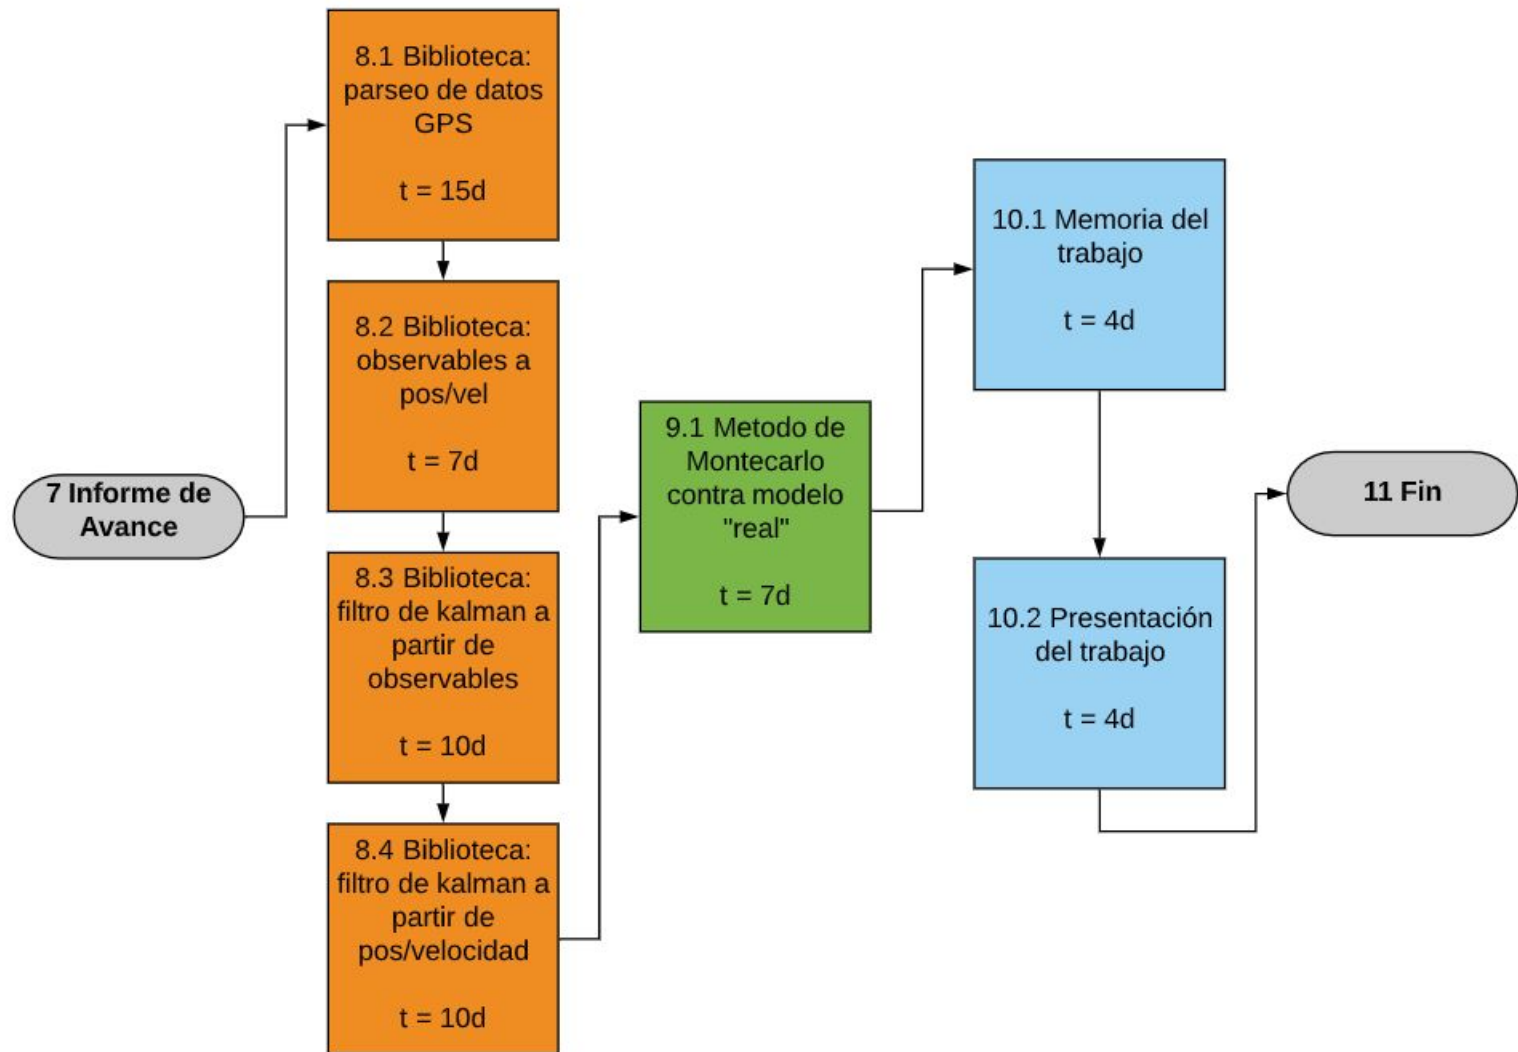 7 Informe de
Avance
8.1 Biblioteca:
parseo de datos
GPS
t = 15d
8.2 Biblioteca:
observables a
pos/vel
t = 7d
8.3 Biblioteca:
filtro de kalman a
partir de
observables
t = 10d
8.4 Biblioteca:
filtro de kalman a
partir de
pos/velocidad
t = 10d
9.1 Metodo de
Montecarlo
contra modelo
"real"
t = 7d
10.1 Memoria del
trabajo
t = 4d
10.2 Presentación
del trabajo
t = 4d
11 Fin